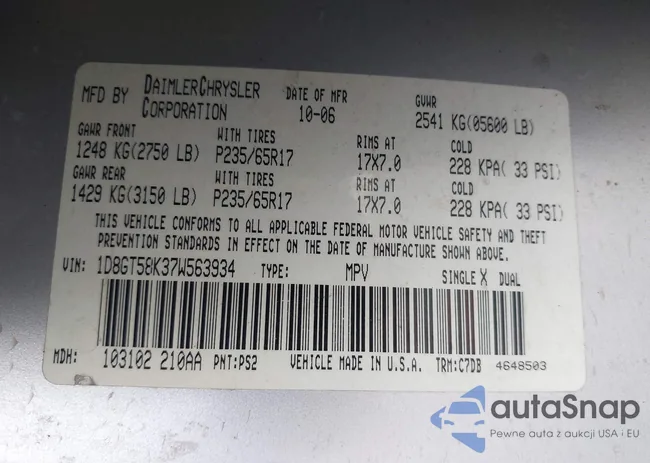 MFD BY DAIMLERCHRYSLER CORPORATION DATE OF MFR 10-06 GVWR 2541 KG(05600 LB)
GAWR FRONT WITH TIRES RIMS AT COLD
1248 KG(2750 LB) P235/65R17 17X7.0 228 KPA( 33 PSI)
GAWR REAR WITH TIRES RIMS AT COLD
1429 KG(3150 LB) P235/65R17 17X7.0 228 KPA( 33 PSI)
THIS VEHICLE CONFORMS TO ALL APPLICABLE FEDERAL MOTOR VEHICLE SAFETY AND THEFT
PREVENTION STANDARDS IN EFFECT ON THE DATE OF MANUFACTURE SHOWN ABOVE.
VIN: 1D8GT58K37W563934 TYPE: MPV SINGLE X DUAL
MDH: 103102 210AA PNT:PS2 VEHICLE MADE IN U.S.A. TRM:C7DB 4648503
autaSnap
Pewne auta z aukcji USA i EU